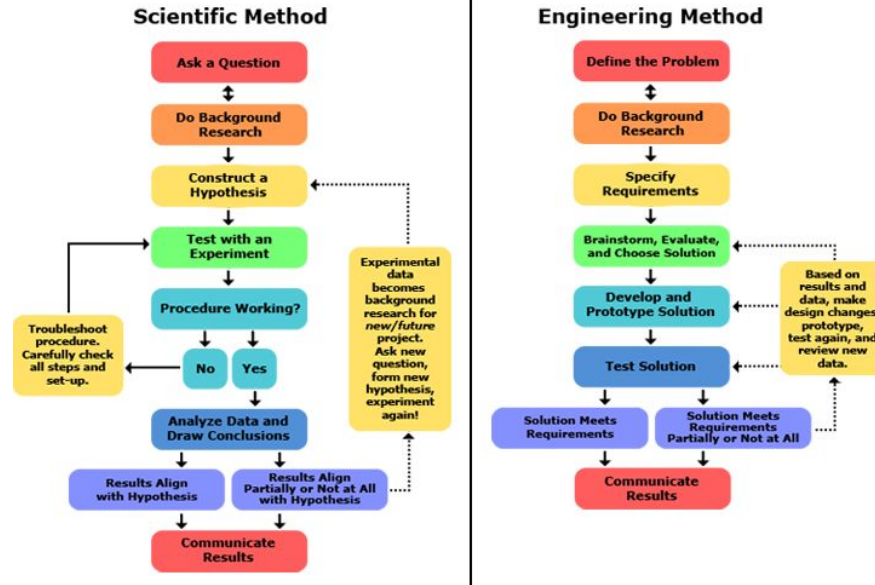 Scientific Method
Ask a Question
Do Background
Research
Construct a
Hypothesis
Test with an
Experiment
Procedure Working?
No
Yes
Troubleshoot
procedure.
Carefully check
all steps and
set-up.
Experimental
data
becomes
background
research for
new/future
project.
Ask new
question,
form new
hypothesis,
experiment
again!
Analyze Data and
Draw Conclusions
Results Align
with Hypothesis
Results Align
Partially or Not at All
with Hypothesis
Communicate
Results
Engineering Method
Define the Problem
Do Background
Research
Specify
Requirements
Brainstorm, Evaluate,
and Choose Solution
Develop and
Prototype Solution
Test Solution
Based on
results and
data, make
design changes,
prototype,
test again, and
review new
data.
Solution Meets
Requirements
Solution Meets
Requirements
Partially or Not at All
Communicate
Results